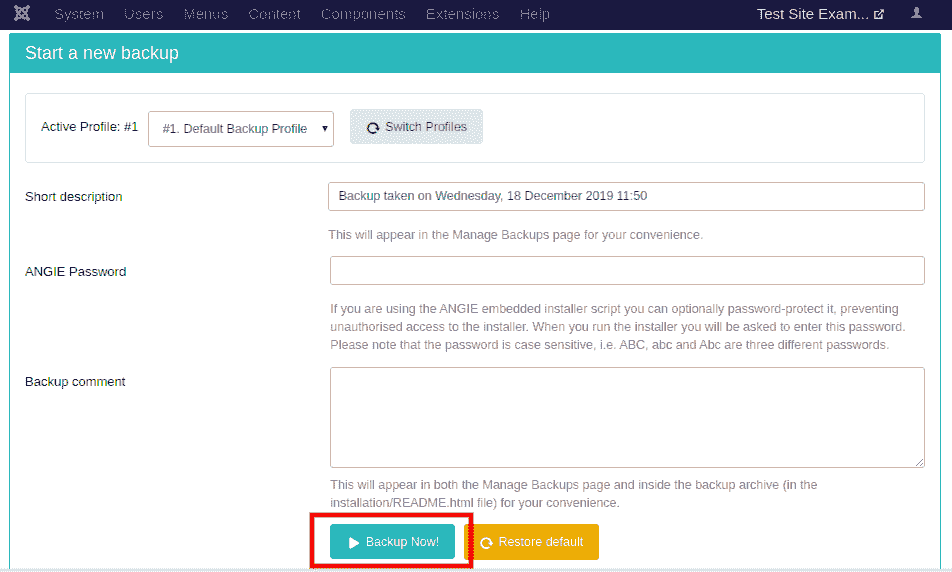 System Users Menus Content Components Extensions Help Test Site Exam...
Start a new backup
Active Profile: #1 #1. Default Backup Profile Switch Profiles
Short description Backup taken on Wednesday, 18 December 2019 11:50
This will appear in the Manage Backups page for your convenience.
ANGIE Password
If you are using the ANGIE embedded installer script you can optionally password-protect it, preventing
unauthorised access to the installer. When you run the installer you will be asked to enter this password.
Please note that the password is case sensitive, i.e. ABC, abc and Abc are three different passwords.
Backup comment
This will appear in both the Manage Backups page and inside the backup archive (in the
installation/README.html file) for your convenience.
Backup Now! Restore default